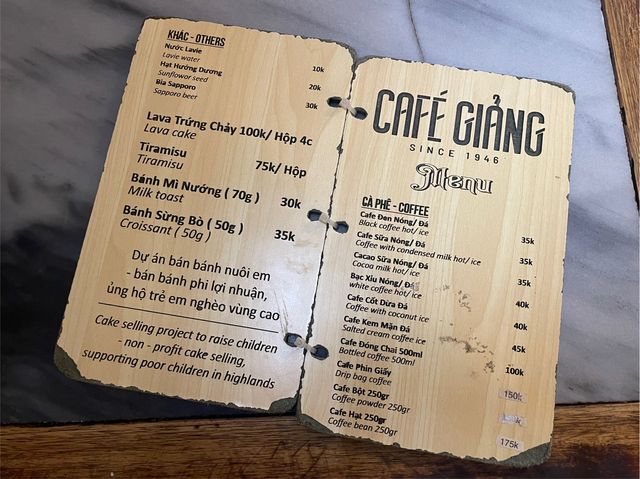 KHÁC - OTHERS
Nước Lavie
Lavie water 10k
Hạt Hướng Dương
Sunflowor seed 20k
Bia Sapporo
Sapporo beer 30k
Lava Trứng Chảy 100k/ Hộp 4c
Lava cake
Tiramisu 75k/ Hộp
Tiramisu
Bánh Mì Nướng ( 70g ) 30k
Milk toast
Bánh Sừng Bò ( 50g ) 35k
Croissant ( 50g )
Dự án bán bánh nuôi em
- bán bánh phi lợi nhuận,
ủng hộ trẻ em nghèo vùng cao
Cake selling project to raise children
- non - profit cake selling,
supporting poor children in highlands
CAFÉ GIẢNG
SINCE 1946
Menu
CÀ PHÊ - COFFEE
Cafe Đen Nóng/ Đá
Black coffee hot/ ice 35k
Cafe Sữa Nóng/ Đá
Coffee with condensed milk hot/ ice 35k
Cacao Sữa Nóng/ Đá
Cocoa milk hot/ ice 35k
Bạc Xỉu Nóng/ Đá
white coffee hot/ ice 40k
Cafe Cốt Dừa Đá
Coffee with coconut ice 40k
Cafe Kem Mặn Đá
Salted cream coffee ice 45k
Cafe Đóng Chai 500ml
Bottled coffee 500ml 100k
Cafe Phin Giấy
Drip bag coffee 150k
Cafe Bột 250gr
Coffee powder 250gr
Cafe Hạt 250gr
Coffee bean 250gr 175k